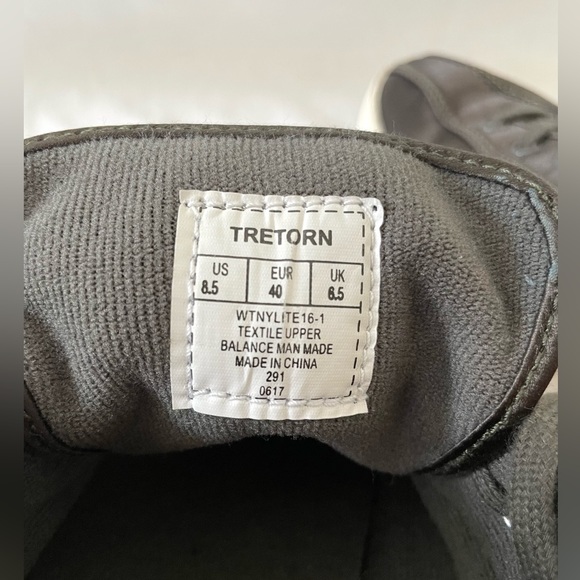 TRETORN
US EUR UK
8.5 40 6.5
WTNYLITE16-1
TEXTILE UPPER
BALANCE MAN MADE
MADE IN CHINA
291
0617